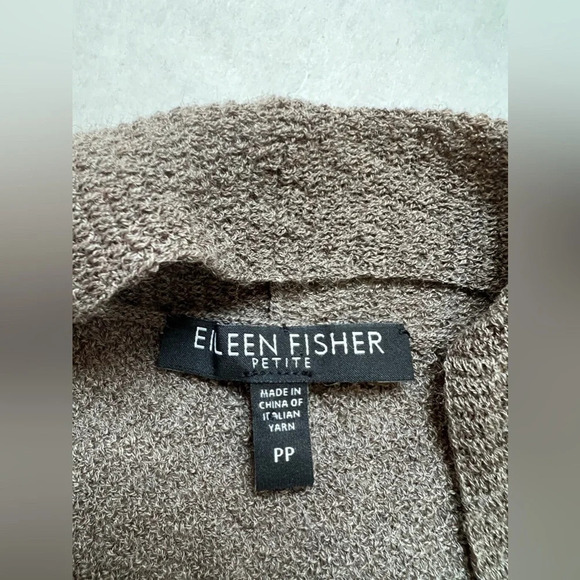 EILEEN FISHER
PETITE
MADE IN
CHINA OF
ITALIAN
YARN
PP